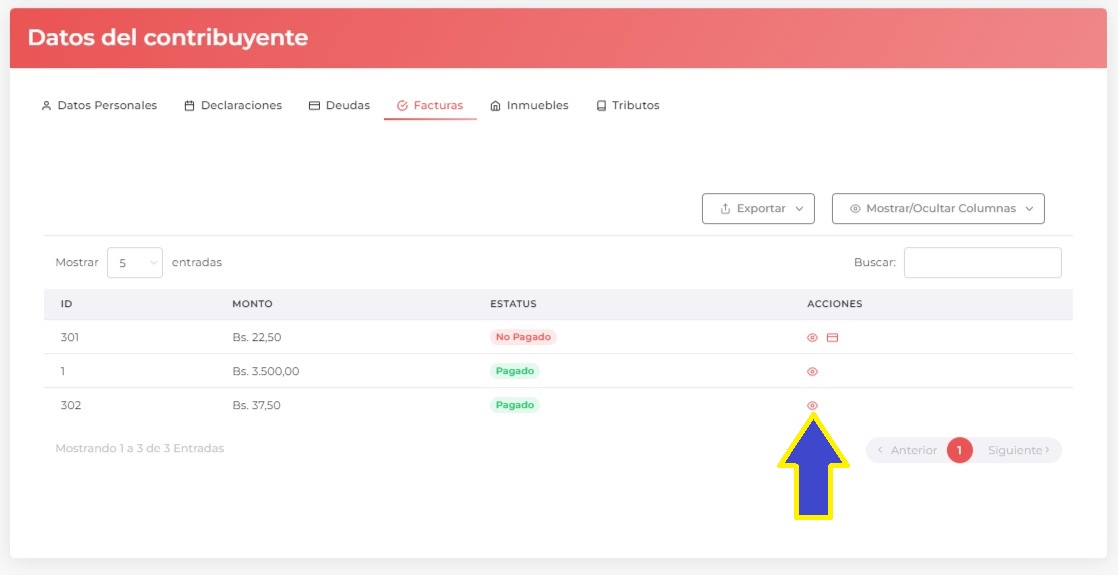 Datos del contribuyente
Datos Personales Declaraciones Deudas Facturas Inmuebles Tributos
Exportar Mostrar/Ocultar Columnas
Mostrar 5 entradas Buscar:
ID MONTO ESTATUS ACCIONES
301 Bs. 22,50 No Pagado
1 Bs. 3.500,00 Pagado
302 Bs. 37,50 Pagado
Mostrando 1 a 3 de 3 Entradas ‹ Anterior 1 Siguiente ›